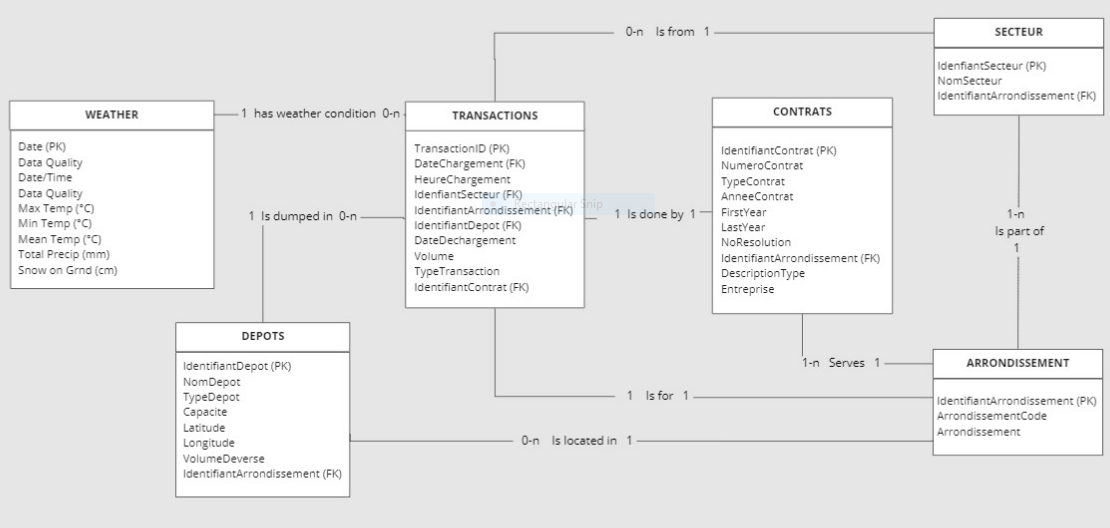 0-n Is from 1
SECTEUR
IdenfiantSecteur (PK)
NomSecteur
IdentifiantArrondissement (FK)
WEATHER
Date (PK)
Data Quality
Date/Time
Data Quality
Max Temp (°C)
Min Temp (°C)
Mean Temp (°C)
Total Precip (mm)
Snow on Grnd (cm)
1 has weather condition 0-n
TRANSACTIONS
TransactionID (PK)
DateChargement (FK)
HeureChargement
IdenfiantSecteur (FK)
IdentifiantArrondissement (FK)
IdentifiantDepot (FK)
DateDechargement
Volume
TypeTransaction
IdentifiantContrat (FK)
Rectangular Snip
CONTRATS
IdentifiantContrat (PK)
NumeroContrat
TypeContrat
AnneeContrat
FirstYear
LastYear
NoResolution
IdentifiantArrondissement (FK)
DescriptionType
Entreprise
1 Is dumped in 0-n
1 Is done by 1
1-n
Is part of
1
DEPOTS
IdentifiantDepot (PK)
NomDepot
TypeDepot
Capacite
Latitude
Longitude
VolumeDeverse
IdentifiantArrondissement (FK)
1-n Serves 1
ARRONDISSEMENT
IdentifiantArrondissement (PK)
ArrondissementCode
Arrondissement
1 Is for 1
0-n Is located in 1